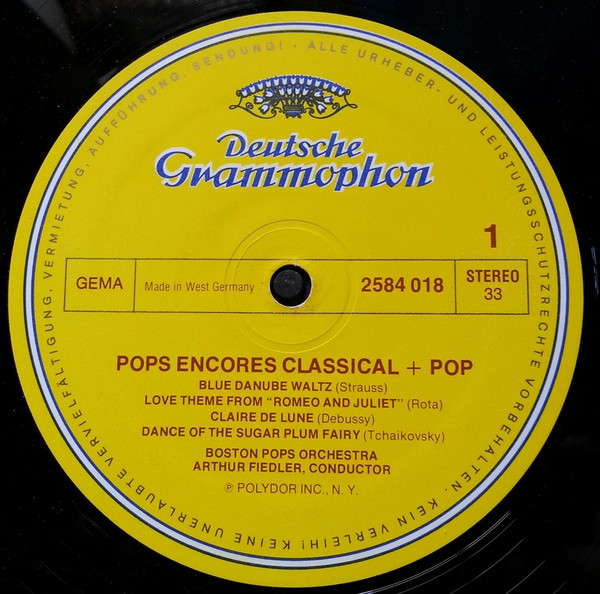 ALLE URHEBER- UND LEISTUNGSSCHUTZRECHTE VORBEHALTEN · KEIN VERLEIH! KEINE UNERLAUBTE VERVIELFÄLTIGUNG, VERMIETUNG, AUFFÜHRUNG, SENDUNG! ·
Deutsche
Grammophon
1
GEMA
Made in West Germany
2584 018
STEREO
33
POPS ENCORES CLASSICAL + POP
BLUE DANUBE WALTZ (Strauss)
LOVE THEME FROM "ROMEO AND JULIET" (Rota)
CLAIRE DE LUNE (Debussy)
DANCE OF THE SUGAR PLUM FAIRY (Tchaikovsky)
BOSTON POPS ORCHESTRA
ARTHUR FIEDLER, CONDUCTOR
℗ POLYDOR INC., N. Y.